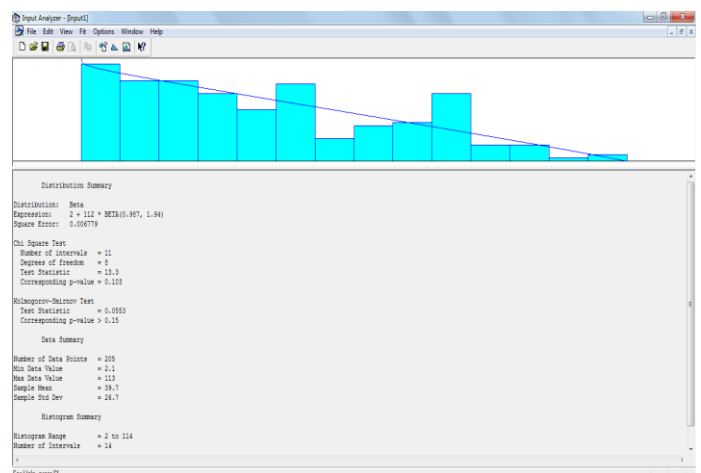 Input Analyzer - [Input1]
File Edit View Fit Options Window Help
Distribution Summary
Distribution: Beta
Expression: 2 + 112 * BETA(0.987, 1.94)
Square Error: 0.006779
Chi Square Test
Number of intervals = 11
Degrees of freedom = 8
Test Statistic = 13.3
Corresponding p-value = 0.103
Kolmogorov-Smirnov Test
Test Statistic = 0.0583
Corresponding p-value > 0.15
Data Summary
Number of Data Points = 205
Min Data Value = 2.1
Max Data Value = 113
Sample Mean = 39.7
Sample Std Dev = 26.7
Histogram Summary
Histogram Range = 2 to 114
Number of Intervals = 14